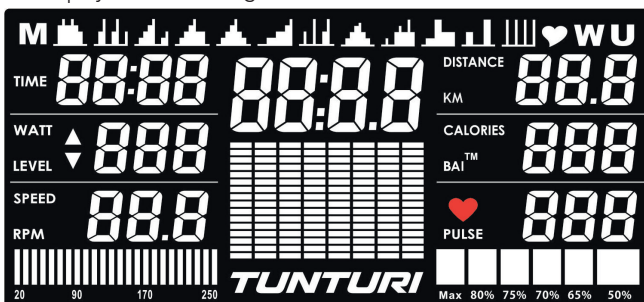 M W U
TIME 88:88
88:8.8
DISTANCE
KM 88.8
WATT
LEVEL 888
CALORIES
BAI™ 888
SPEED
RPM 88.8
PULSE 888
20 90 170 250
TUNTURI
Max 80% 75% 70% 65% 50%